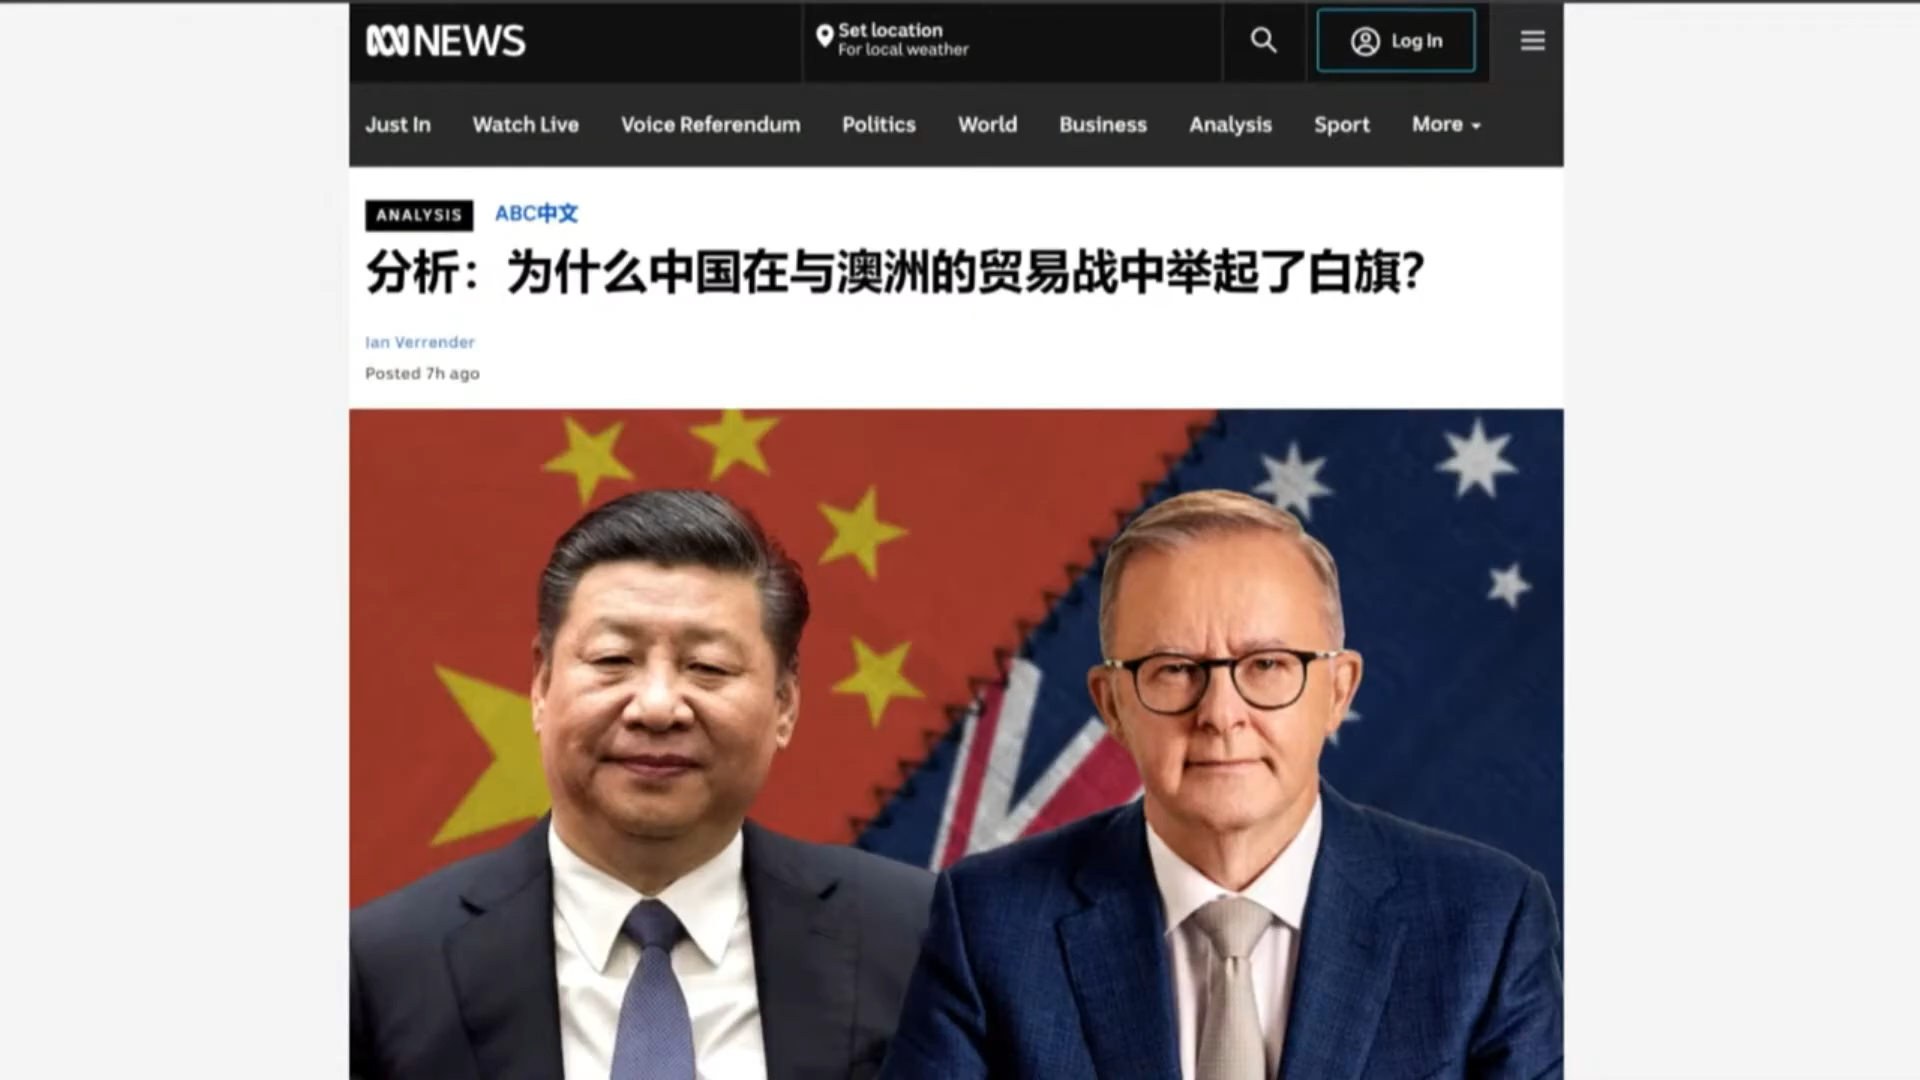 NEWS
Set location
For local weather
Log In
Just In Watch Live Voice Referendum Politics World Business Analysis Sport More
ANALYSIS ABC中文
分析：为什么中国在与澳洲的贸易战中举起了白旗？
Ian Verrender
Posted 7h ago